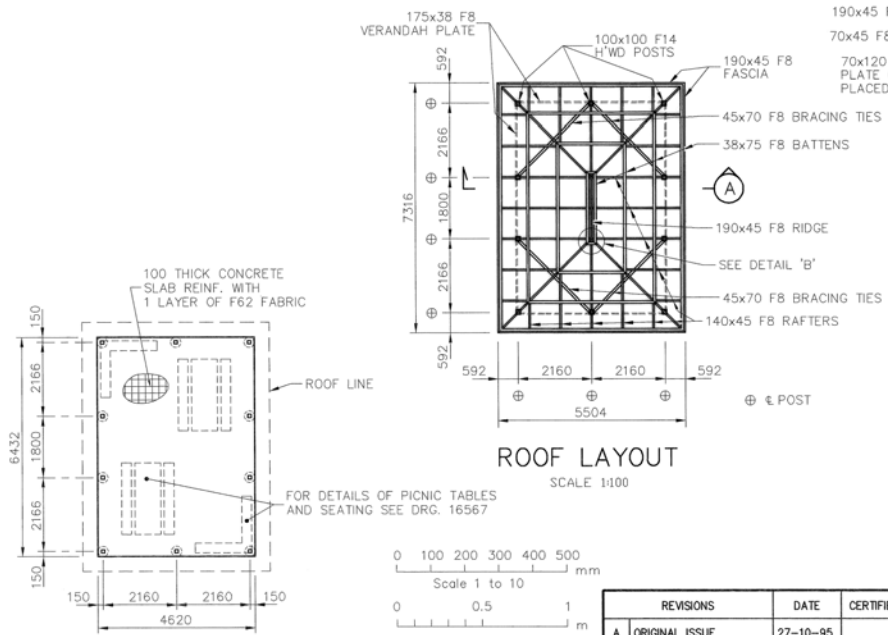 175x38 F8
VERANDAH PLATE
100x100 F14
H'WD POSTS
190x45 F
70x45 F8
70x120
PLATE
PLACED
190x45 F8
FASCIA
45x70 F8 BRACING TIES
38x75 F8 BATTENS
A
190x45 F8 RIDGE
SEE DETAIL 'B'
45x70 F8 BRACING TIES
140x45 F8 RAFTERS
592
2166
1800
2166
592
7316
592
2160
2160
592
5504
℄ POST
ROOF LAYOUT
SCALE 1:100
100 THICK CONCRETE
SLAB REINF. WITH
1 LAYER OF F62 FABRIC
ROOF LINE
150
2166
1800
2166
150
6432
FOR DETAILS OF PICNIC TABLES
AND SEATING SEE DRG. 16567
150
2160
2160
150
4620
0 100 200 300 400 500
mm
Scale 1 to 10
0 0.5 1
m
REVISIONS DATE CERTIFIE
A ORIGINAL ISSUE 27-10-95